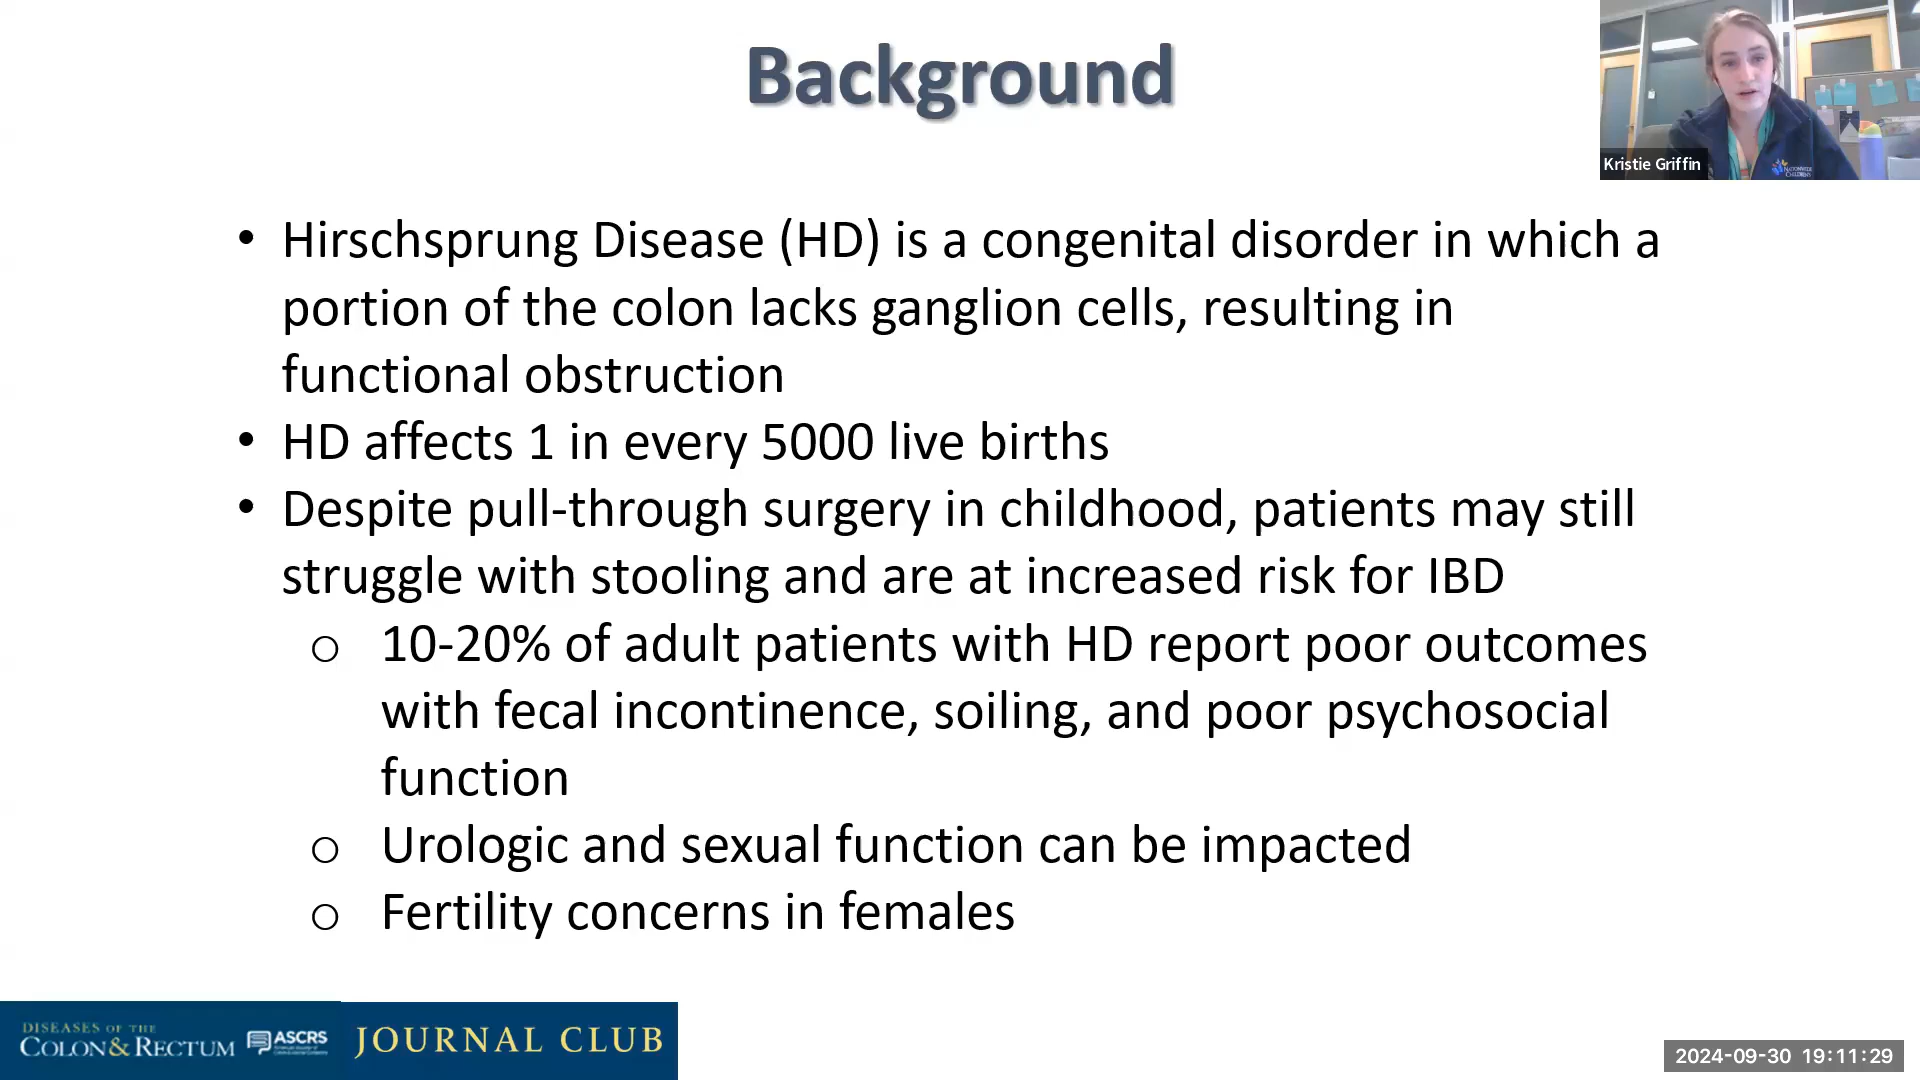 Background
Kristie Griffin
NATIONWIDE
CHILDREN'S
• Hirschsprung Disease (HD) is a congenital disorder in which a
portion of the colon lacks ganglion cells, resulting in
functional obstruction
• HD affects 1 in every 5000 live births
• Despite pull-through surgery in childhood, patients may still
struggle with stooling and are at increased risk for IBD
o 10-20% of adult patients with HD report poor outcomes
with fecal incontinence, soiling, and poor psychosocial
function
o Urologic and sexual function can be impacted
o Fertility concerns in females
DISEASES OF THE
COLON & RECTUM
ASCRS
JOURNAL CLUB
2024-09-30 19:11:29